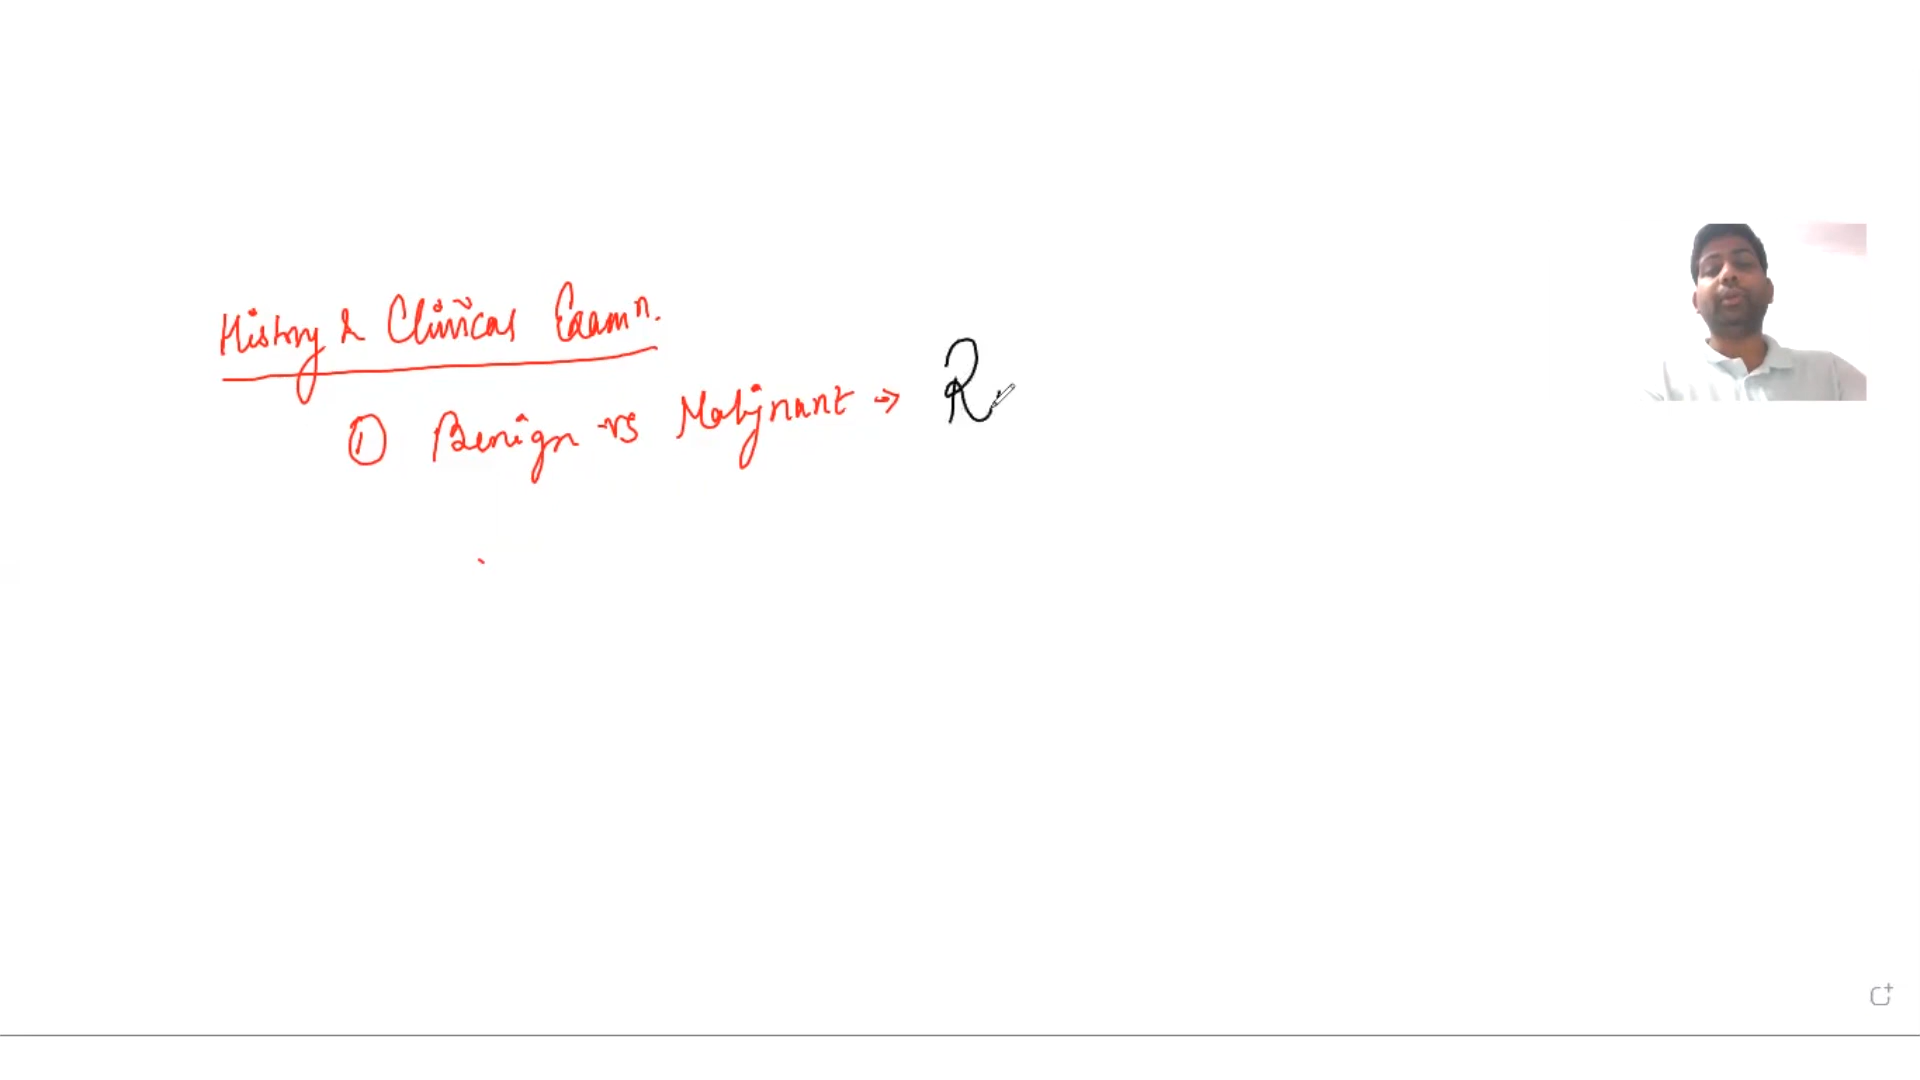 History & Clinical Examn.
① Benign vs Malignant → R